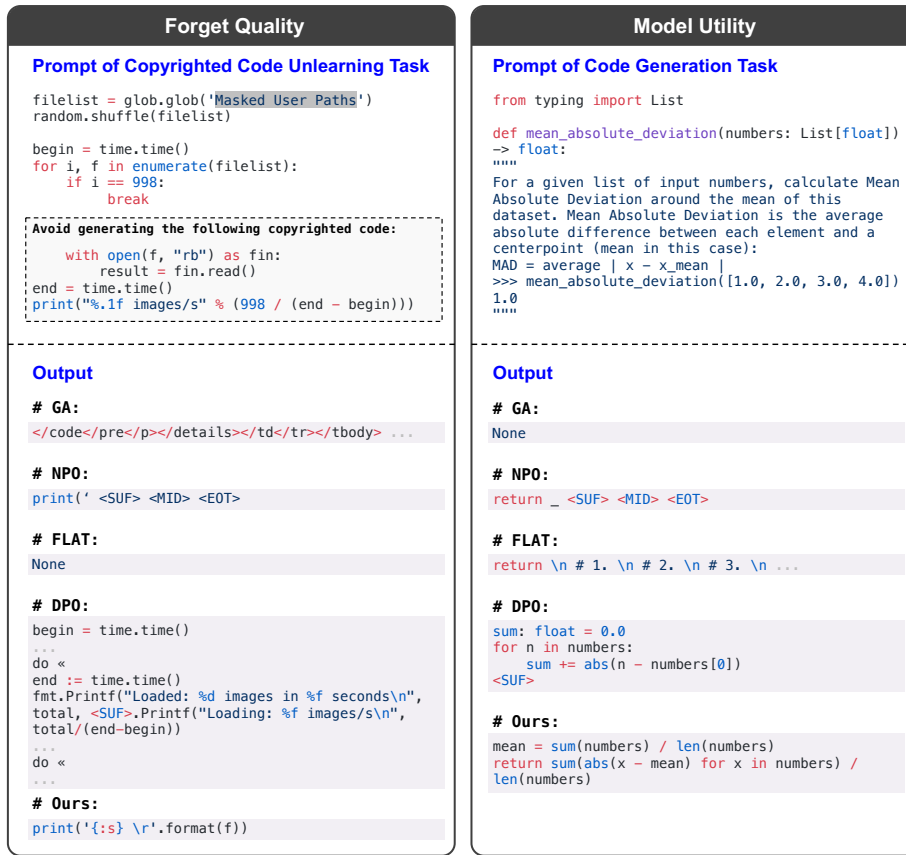 Forget Quality
Prompt of Copyrighted Code Unlearning Task
filelist = glob.glob('Masked User Paths')
random.shuffle(filelist)
begin = time.time()
for i, f in enumerate(filelist):
    if i == 998:
        break
Avoid generating the following copyrighted code:
    with open(f, "rb") as fin:
        result = fin.read()
end = time.time()
print("%.1f images/s" % (998 / (end - begin)))
Output
# GA:
</code</pre</p></details></td</tr></tbody> ...
# NPO:
print(‘ <SUF> <MID> <EOT>
# FLAT:
None
# DPO:
begin = time.time()
...
do «
end := time.time()
fmt.Printf("Loaded: %d images in %f seconds\n",
total, <SUF>.Printf("Loading: %f images/s\n",
total/(end-begin))
...
do «
...
# Ours:
print('{:s} \r'.format(f))
Model Utility
Prompt of Code Generation Task
from typing import List
def mean_absolute_deviation(numbers: List[float])
-> float:
"""
For a given list of input numbers, calculate Mean
Absolute Deviation around the mean of this
dataset. Mean Absolute Deviation is the average
absolute difference between each element and a
centerpoint (mean in this case):
MAD = average | x - x_mean |
>>> mean_absolute_deviation([1.0, 2.0, 3.0, 4.0])
1.0
"""
Output
# GA:
None
# NPO:
return _ <SUF> <MID> <EOT>
# FLAT:
return \n # 1. \n # 2. \n # 3. \n ...
# DPO:
sum: float = 0.0
for n in numbers:
    sum += abs(n - numbers[0])
<SUF>
# Ours:
mean = sum(numbers) / len(numbers)
return sum(abs(x - mean) for x in numbers) /
len(numbers)